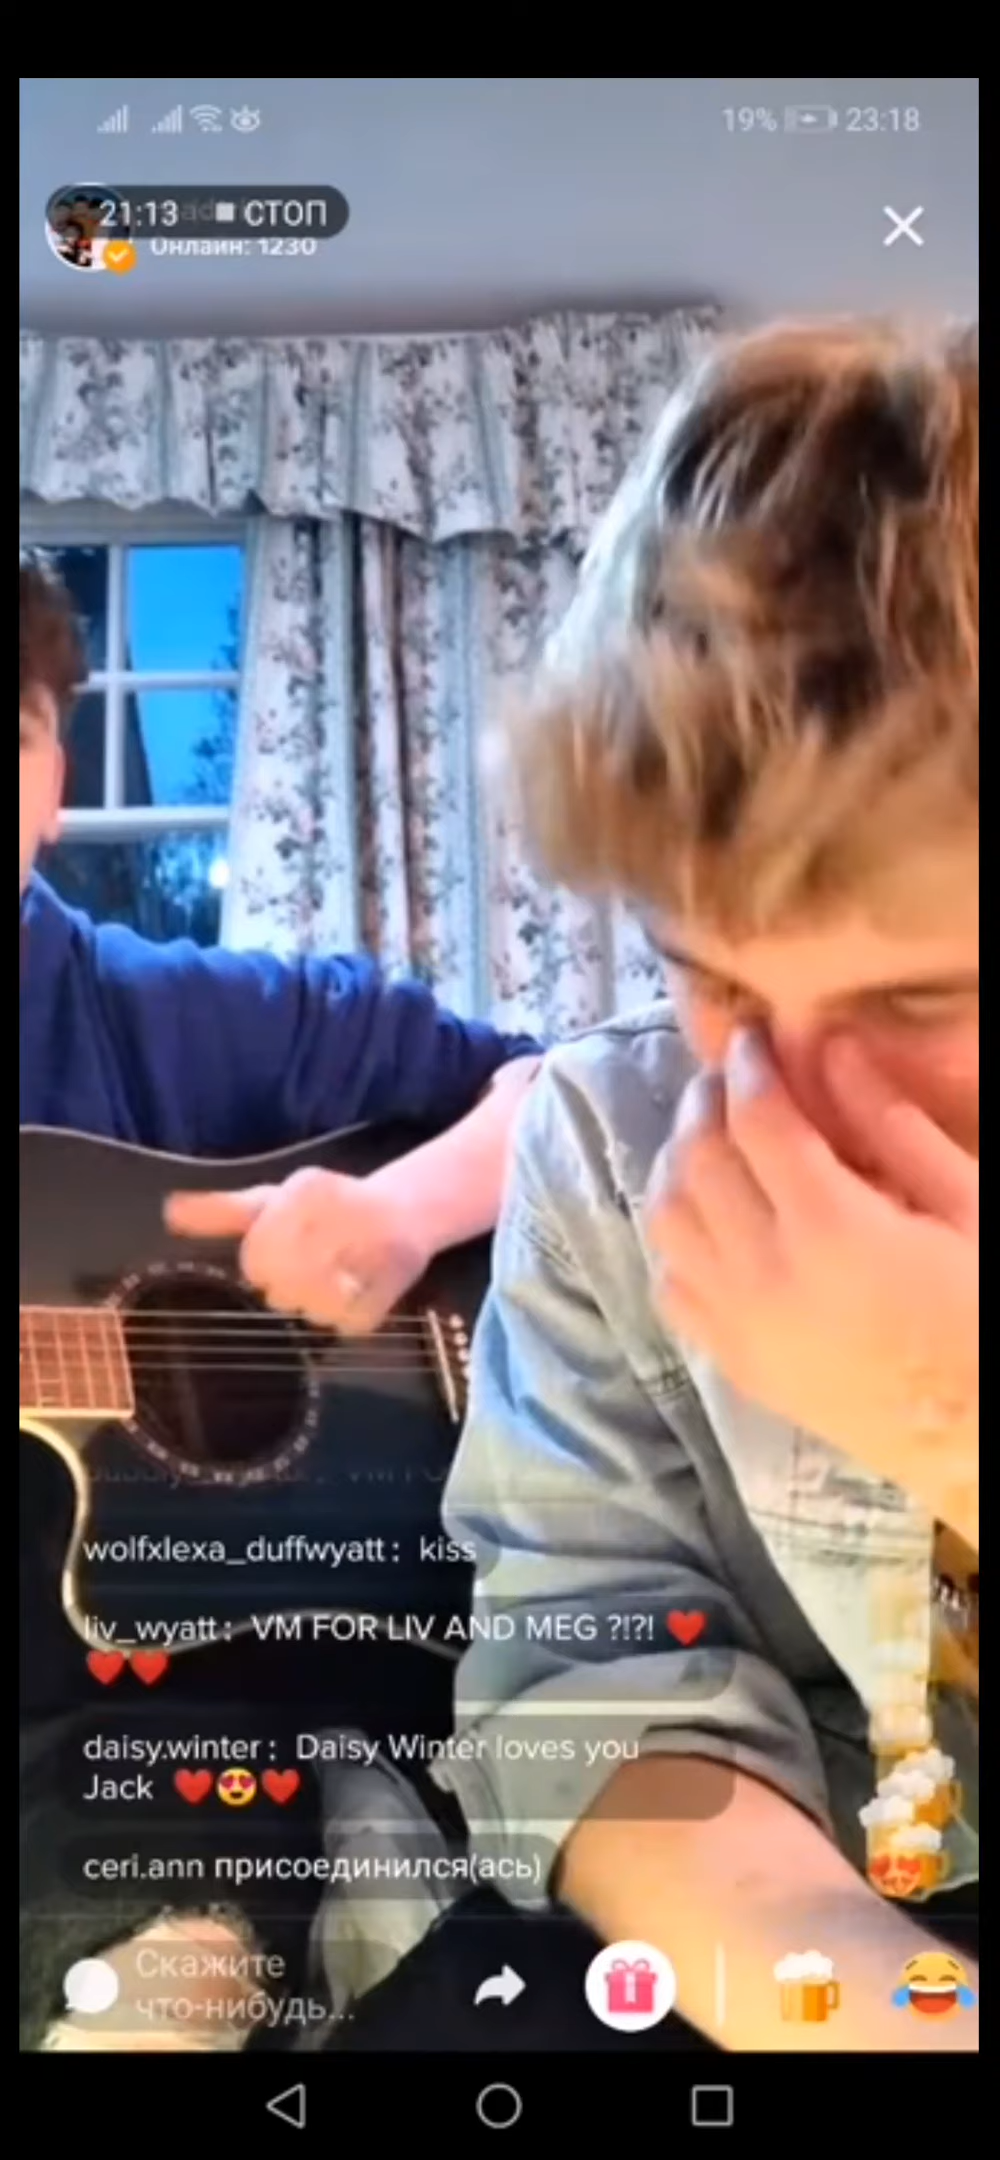 19% 23:18
21:13 СТОП
Онлайн: 1230
wolfxlexa_duffwyatt: kiss
liv_wyatt: VM FOR LIV AND MEG ?!?! ❤️
❤️❤️
daisy.winter: Daisy Winter loves you
Jack ❤️😍❤️
ceri.ann присоединился(ась)
Скажите
что-нибудь...